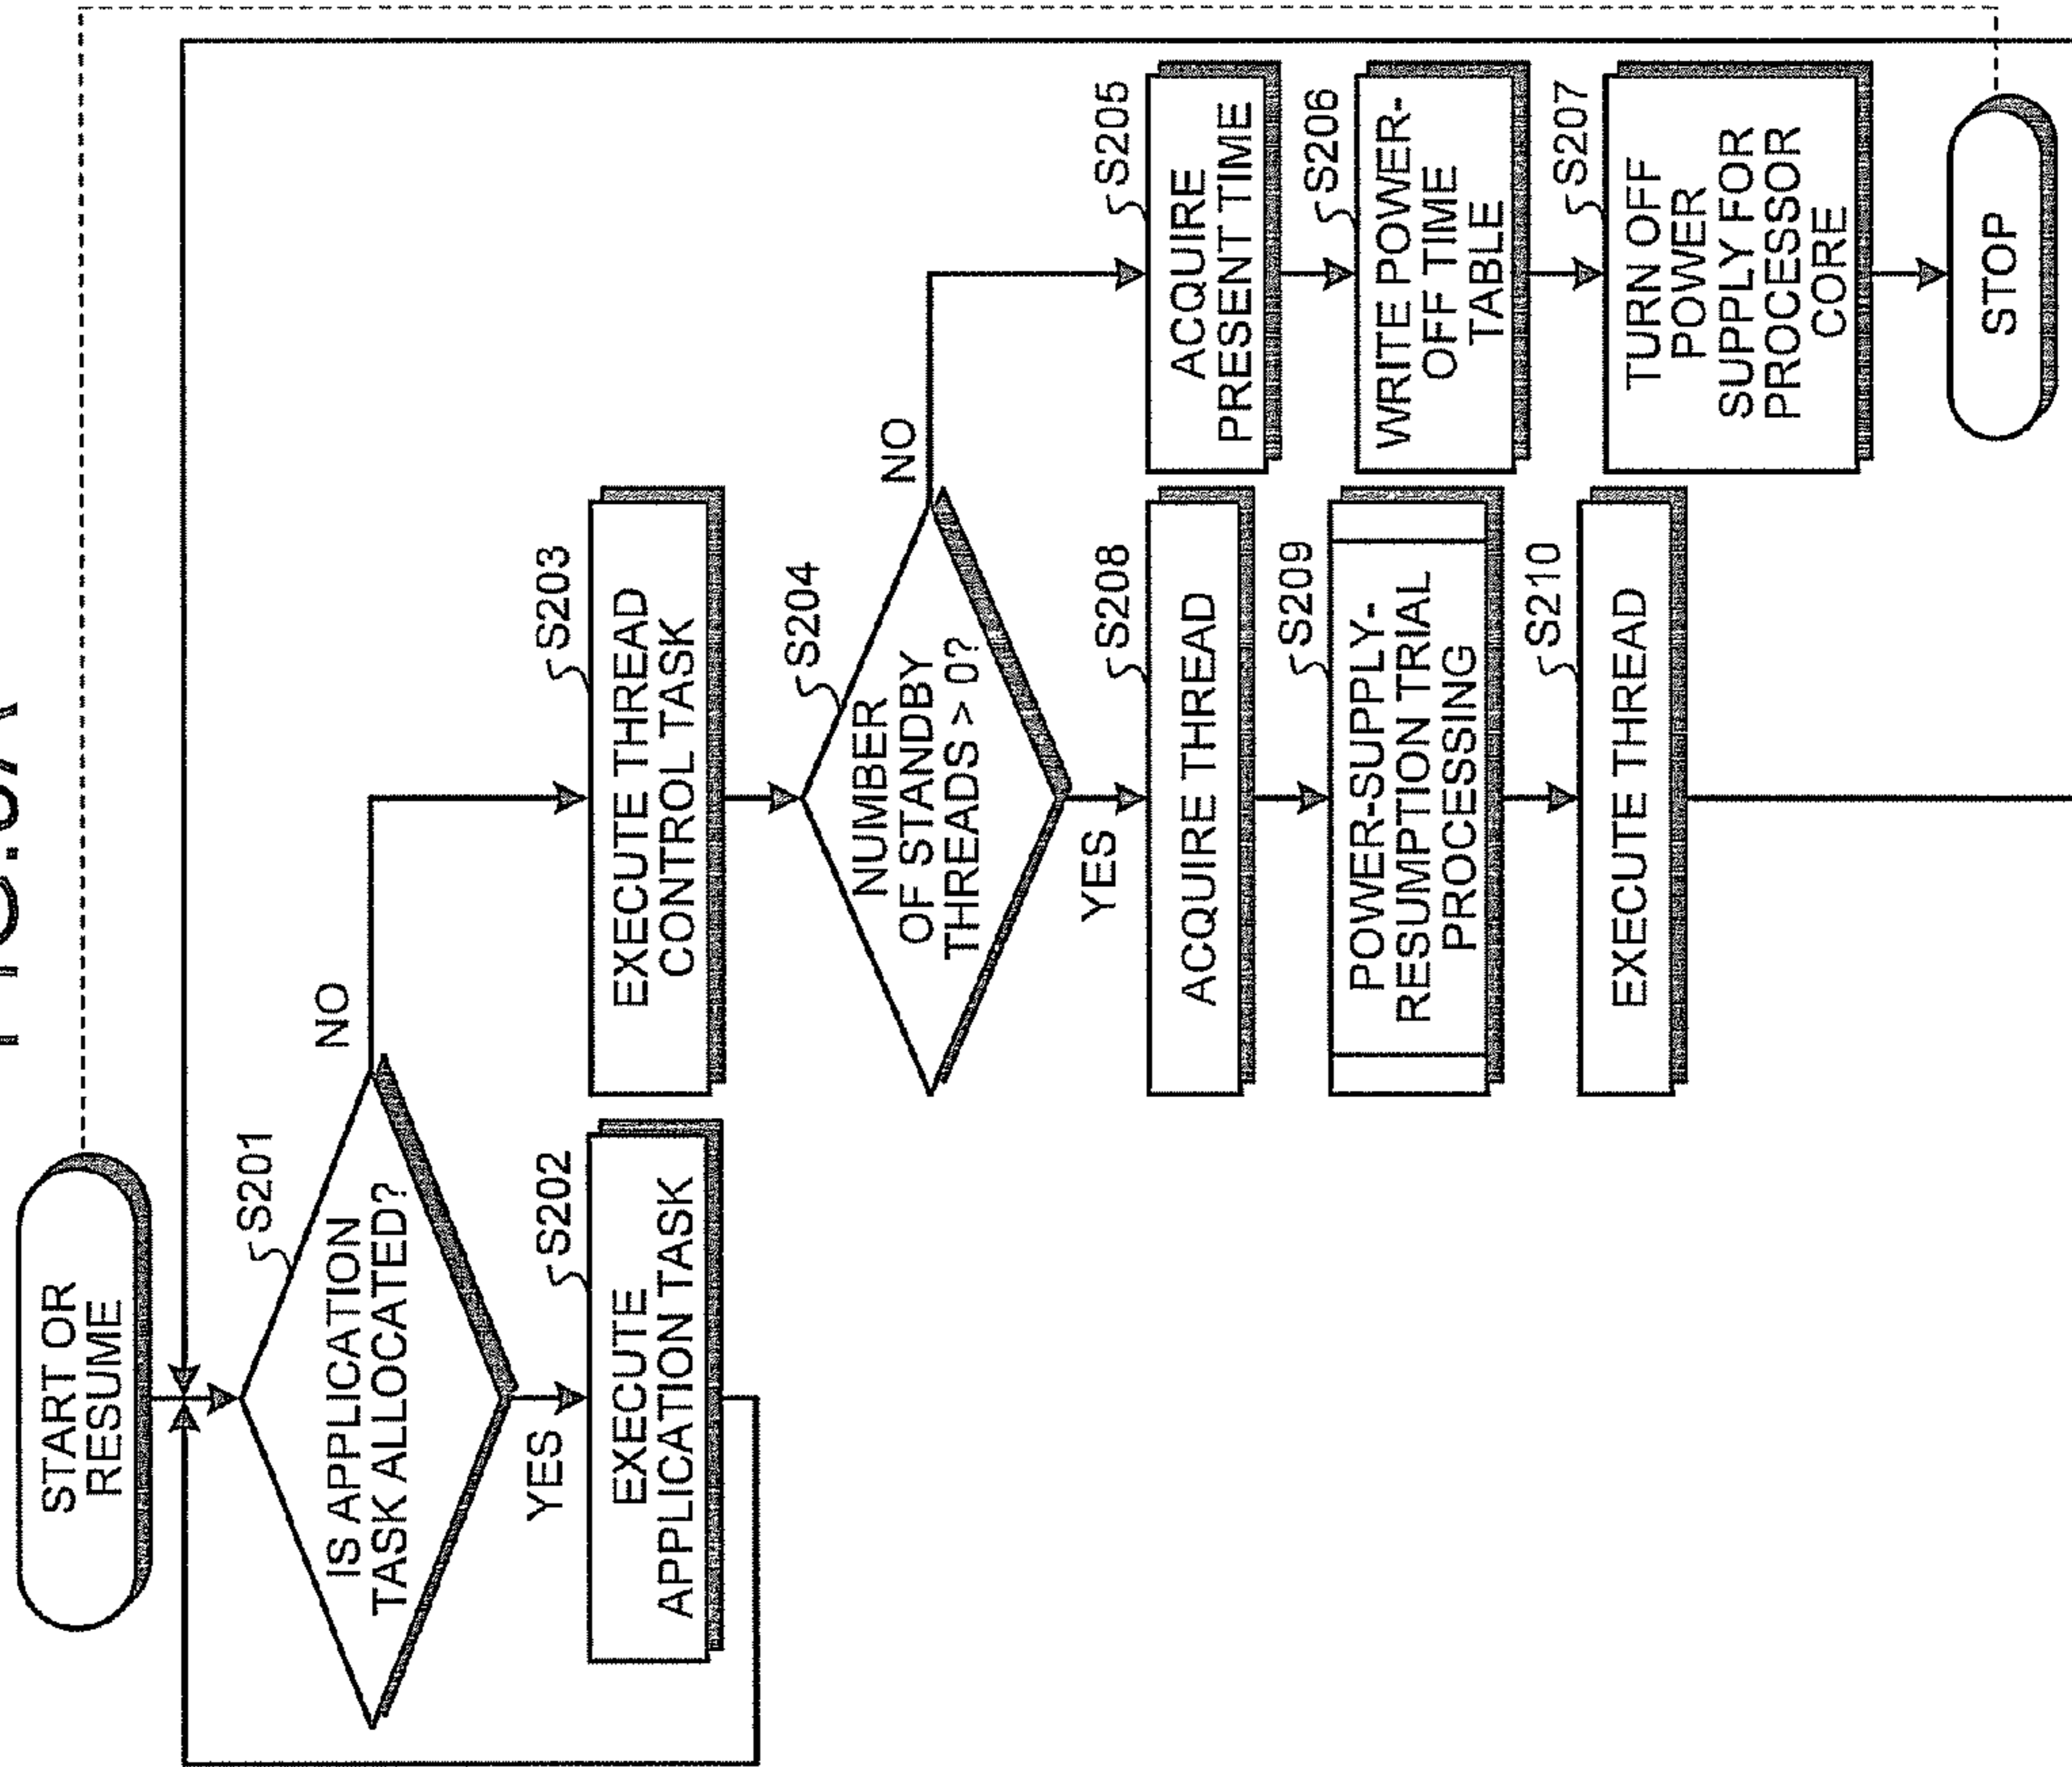 START OR
RESUME
S201
IS APPLICATION
TASK ALLOCATED?
NO
YES
S202
EXECUTE
APPLICATION TASK
S203
EXECUTE THREAD
CONTROL TASK
S204
NUMBER
OF STANDBY
THREADS > 0?
NO
YES
S205
ACQUIRE
PRESENT TIME
S206
WRITE POWER-
OFF TIME
TABLE
S207
TURN OFF
POWER
SUPPLY FOR
PROCESSOR
CORE
STOP
S208
ACQUIRE THREAD
S209
POWER-SUPPLY-
RESUMPTION TRIAL
PROCESSING
S210
EXECUTE THREAD